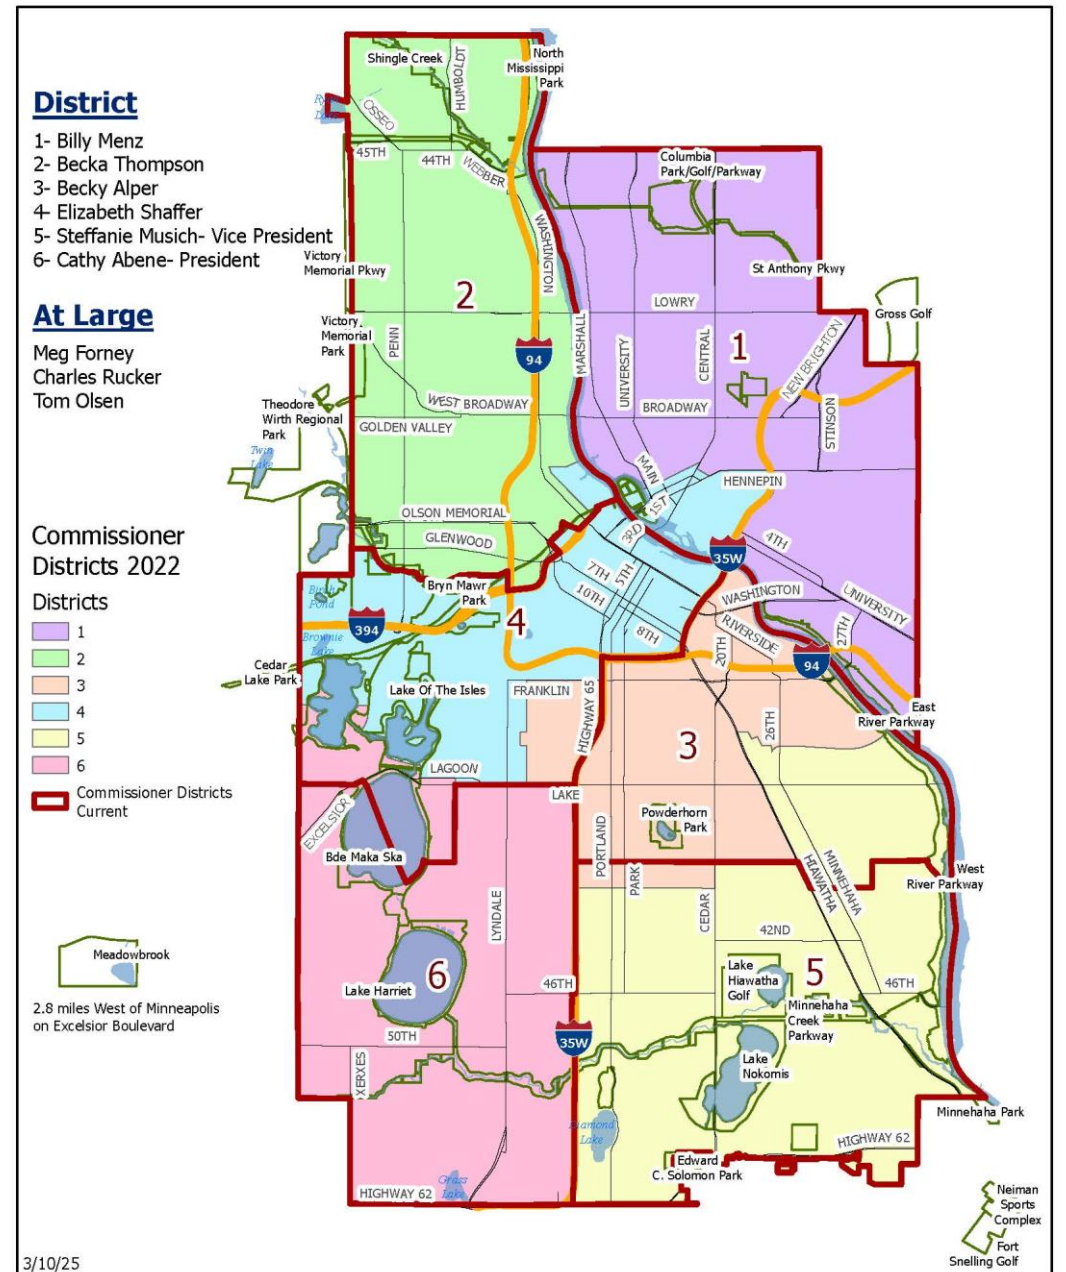 District
1- Billy Menz
2- Becka Thompson
3- Becky Alper
4- Elizabeth Shaffer
5- Steffanie Musich- Vice President
6- Cathy Abene- President
At Large
Meg Forney
Charles Rucker
Tom Olsen
Commissioner
Districts 2022
Districts
1
2
3
4
5
6
Commissioner Districts
Current
Meadowbrook
2.8 miles West of Minneapolis
on Excelsior Boulevard
3/10/25
Shingle Creek
HUMBOLDT
North
Mississippi
Park
OSSEO
45TH
44TH
WEBBER
Columbia
Park/Golf/Parkway
WASHINGTON
St Anthony Pkwy
Victory
Memorial Pkwy
2
LOWRY
Gross Golf
Victory
Memorial
Park
PENN
94
MARSHALL
UNIVERSITY
CENTRAL
1
NEW BRIGHTON
STINSON
Theodore
Wirth Regional
Park
WEST BROADWAY
BROADWAY
GOLDEN VALLEY
Twin
Lake
MAIN
HENNEPIN
1ST
OLSON MEMORIAL
3RD
GLENWOOD
35W
4TH
7TH
5TH
10TH
Bryn Mawr
Park
Birch
Pond
WASHINGTON
UNIVERSITY
4
394
8TH
RIVERSIDE
27TH
Brownie
Lake
20TH
94
Cedar
Lake Park
Lake Of The Isles
FRANKLIN
HIGHWAY 65
26TH
East
River Parkway
3
LAGOON
LAKE
EXCELSIOR
Powderhorn
Park
Bde Maka Ska
PORTLAND
PARK
MINNEHAHA
HIAWATHA
West
River Parkway
LYNDALE
CEDAR
42ND
6
Lake Harriet
46TH
Lake
Hiawatha
Golf
5
46TH
Minnehaha
Creek
Parkway
50TH
35W
XERXES
Lake
Nokomis
Minnehaha Park
Diamond
Lake
HIGHWAY 62
Edward
C. Solomon Park
Grass
Lake
HIGHWAY 62
Neiman
Sports
Complex
Fort
Snelling Golf